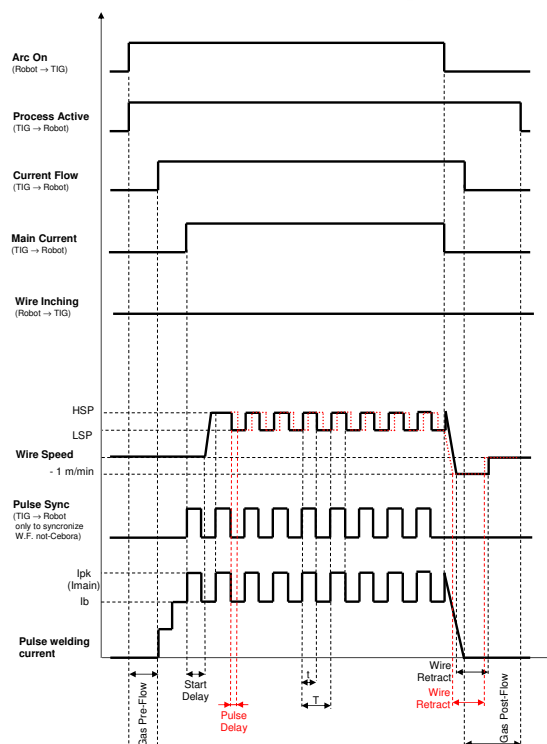 Arc On
(Robot → TIG)
Process Active
(TIG → Robot)
Current Flow
(TIG → Robot)
Main Current
(TIG → Robot)
Wire Inching
(Robot → TIG)
HSP
LSP
Wire Speed
- 1 m/min
Pulse Sync
(TIG → Robot
only to syncronize
W.F. not-Cebora)
Ipk
(Imain)
Ib
Pulse welding
current
Gas Pre-Flow
Start
Delay
Pulse
Delay
t
T
Wire
Retract
Wire
Retract
Gas Post-Flow